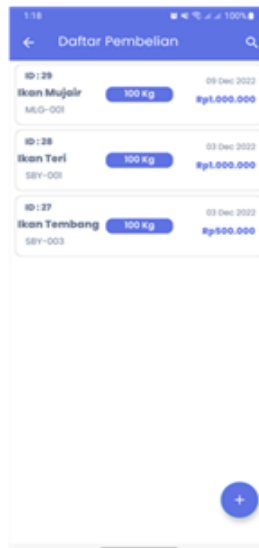 1:18
100%
Daftar Pembelian
ID : 29
09 Dec 2022
Ikan Mujair
100 Kg
Rp1.000.000
MLG-001
ID : 28
03 Dec 2022
Ikan Teri
100 Kg
Rp1.000.000
SBY-001
ID : 27
03 Dec 2022
Ikan Tembang
100 Kg
Rp500.000
SBY-003
+